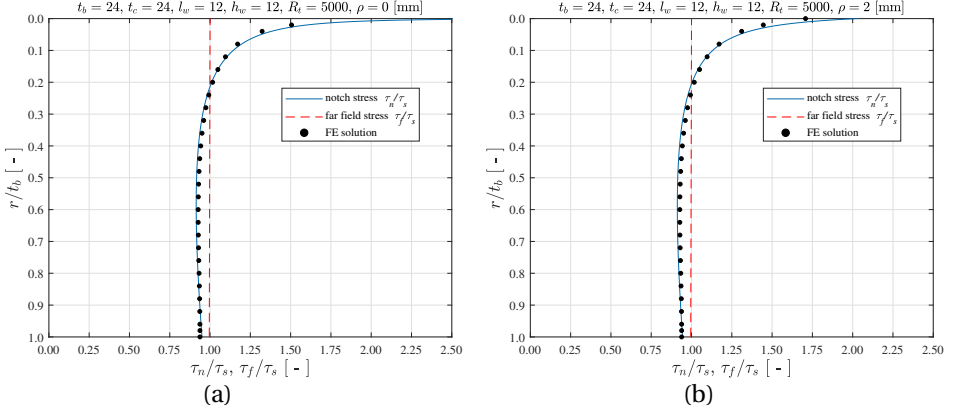 t_b = 24, t_c = 24, l_w = 12, h_w = 12, R_t = 5000, ρ = 0 [mm]
0.0
0.1
0.2
0.3
0.4
0.5
0.6
0.7
0.8
0.9
1.0
r/t_b [ - ]
notch stress τ_n/τ_s
far field stress τ_f/τ_s
FE solution
0.00 0.25 0.50 0.75 1.00 1.25 1.50 1.75 2.00 2.25 2.50
τ_n/τ_s, τ_f/τ_s [ - ]
(a)
t_b = 24, t_c = 24, l_w = 12, h_w = 12, R_t = 5000, ρ = 2 [mm]
0.0
0.1
0.2
0.3
0.4
0.5
0.6
0.7
0.8
0.9
1.0
r/t_b [ - ]
notch stress τ_n/τ_s
far field stress τ_f/τ_s
FE solution
0.00 0.25 0.50 0.75 1.00 1.25 1.50 1.75 2.00 2.25 2.50
τ_n/τ_s, τ_f/τ_s [ - ]
(b)